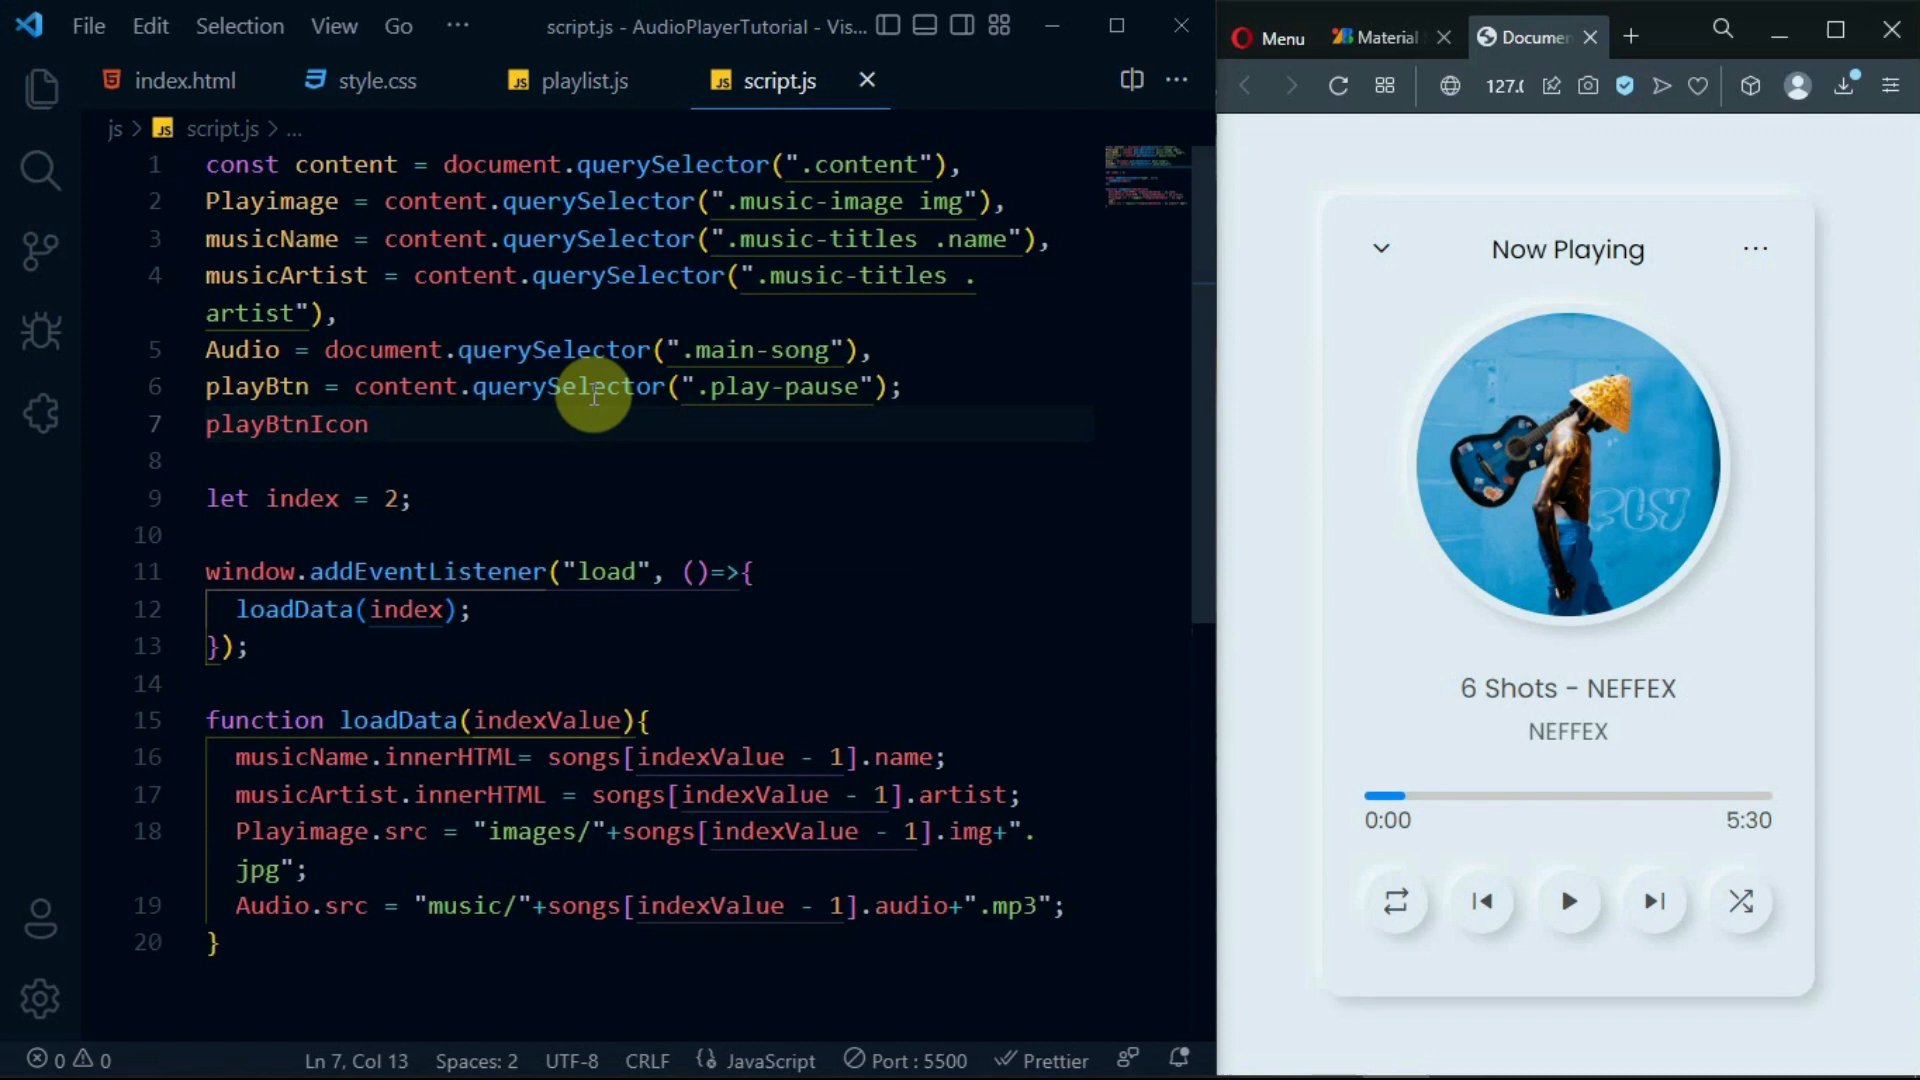 File Edit Selection View Go ··· script.js - AudioPlayerTutorial - Vis...
index.html style.css playlist.js script.js
js > script.js > ...
1 const content = document.querySelector(".content"),
2 Playimage = content.querySelector(".music-image img"),
3 musicName = content.querySelector(".music-titles .name"),
4 musicArtist = content.querySelector(".music-titles .
artist"),
5 Audio = document.querySelector(".main-song"),
6 playBtn = content.querySelector(".play-pause");
7 playBtnIcon
8
9 let index = 2;
10
11 window.addEventListener("load", ()=>{
12 loadData(index);
13 });
14
15 function loadData(indexValue){
16 musicName.innerHTML= songs[indexValue - 1].name;
17 musicArtist.innerHTML = songs[indexValue - 1].artist;
18 Playimage.src = "images/"+songs[indexValue - 1].img+".
jpg";
19 Audio.src = "music/"+songs[indexValue - 1].audio+".mp3";
20 }
0 0 Ln 7, Col 13 Spaces: 2 UTF-8 CRLF JavaScript Port : 5500 Prettier
Menu Material Documen
127.
Now Playing
6 Shots - NEFFEX
NEFFEX
0:00 5:30